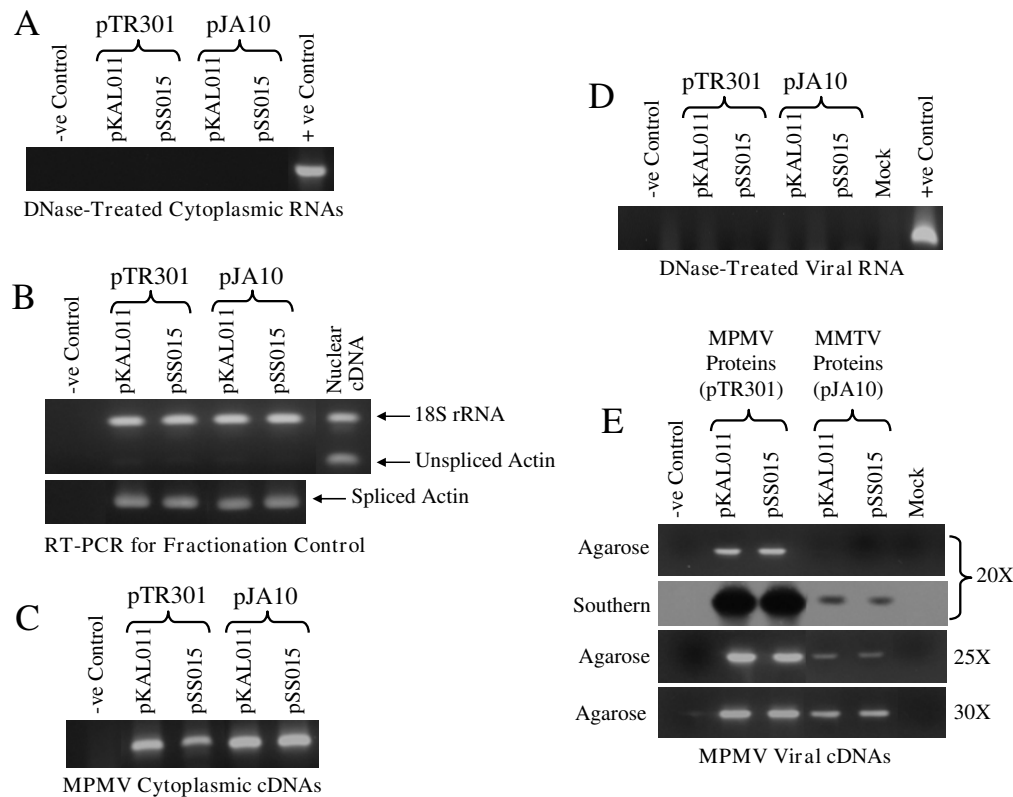 A
pTR301
pJA10
-ve Control
pKAL011
pSS015
pKAL011
pSS015
+ ve Control
DNase-Treated Cytoplasmic RNAs
B
pTR301
pJA10
-ve Control
pKAL011
pSS015
pKAL011
pSS015
Nuclear
cDNA
18S rRNA
Unspliced Actin
Spliced Actin
RT-PCR for Fractionation Control
C
pTR301
pJA10
-ve Control
pKAL011
pSS015
pKAL011
pSS015
MPMV Cytoplasmic cDNAs
D
pTR301
pJA10
-ve Control
pKAL011
pSS015
pKAL011
pSS015
Mock
+ve Control
DNase-Treated Viral RNA
E
MPMV
Proteins
(pTR301)
MMTV
Proteins
(pJA10)
-ve Control
pKAL011
pSS015
pKAL011
pSS015
Mock
Agarose
Southern
20X
Agarose
25X
Agarose
30X
MPMV Viral cDNAs